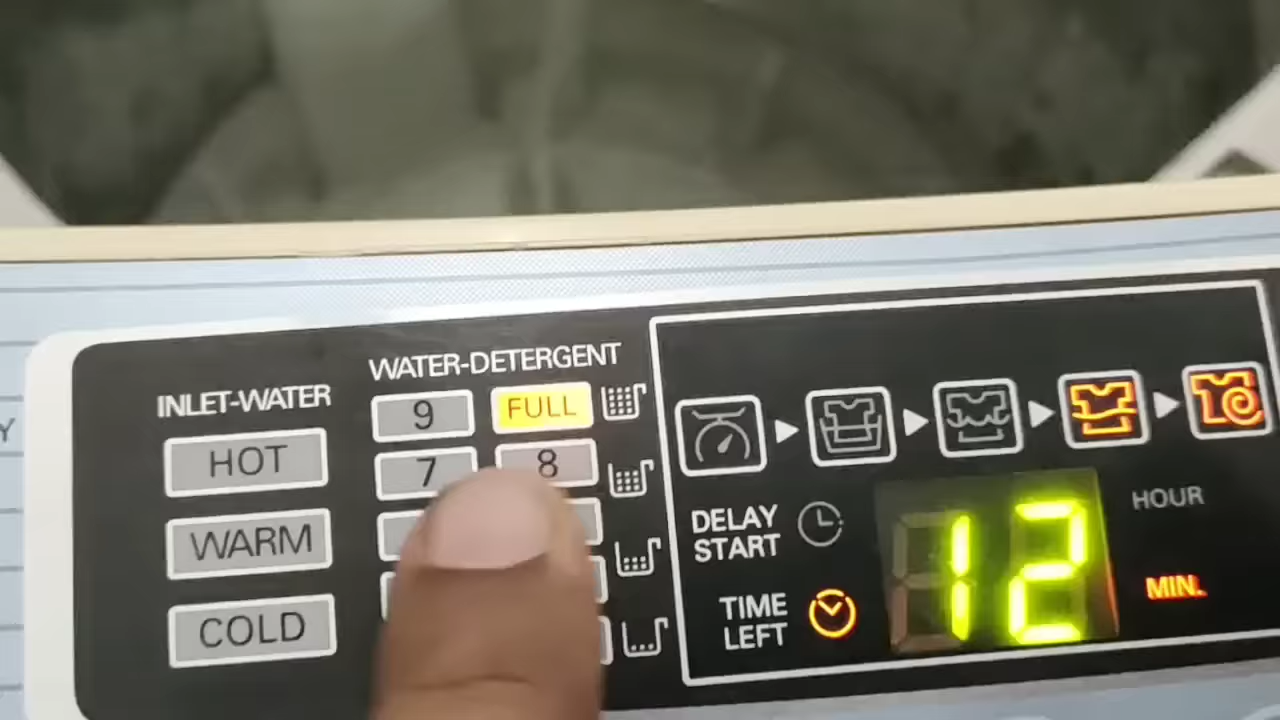 Y
INLET-WATER
HOT
WARM
COLD
WATER-DETERGENT
9 FULL
7 8
DELAY
START
TIME
LEFT
12
HOUR
MIN.